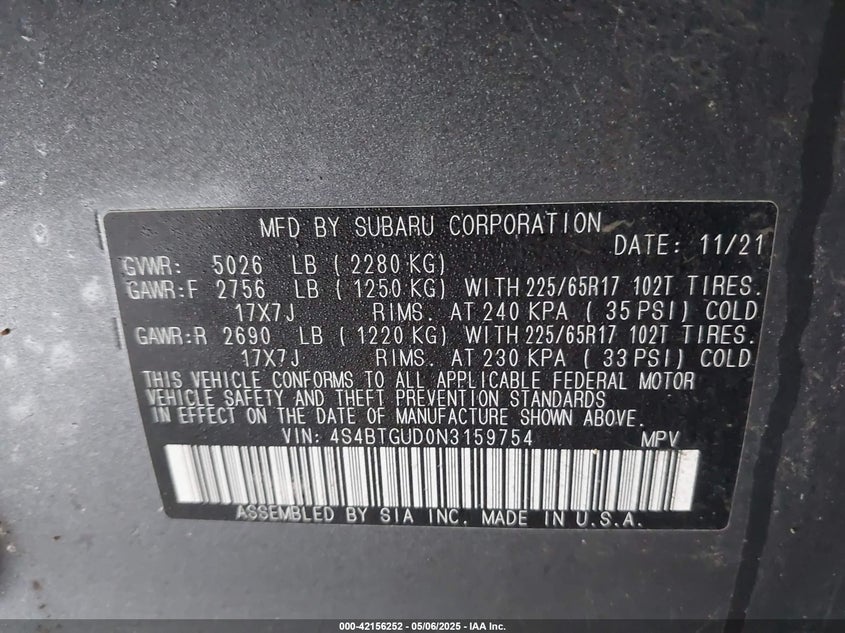 MFD BY SUBARU CORPORATION
DATE: 11/21
GVWR: 5026 LB ( 2280 KG)
GAWR:F 2756 LB ( 1250 KG) WITH 225/65R17 102T TIRES.
17X7J RIMS. AT 240 KPA ( 35 PSI) COLD
GAWR:R 2690 LB ( 1220 KG) WITH 225/65R17 102T TIRES.
17X7J RIMS. AT 230 KPA ( 33 PSI) COLD
THIS VEHICLE CONFORMS TO ALL APPLICABLE FEDERAL MOTOR
VEHICLE SAFETY AND THEFT PREVENTION STANDARDS
IN EFFECT ON THE DATE OF MANUFACTURE SHOWN ABOVE.
VIN: 4S4BTGUD0N3159754 MPV
ASSEMBLED BY SIA INC. MADE IN U.S.A.
000-42156252 - 05/06/2025 - IAA Inc.